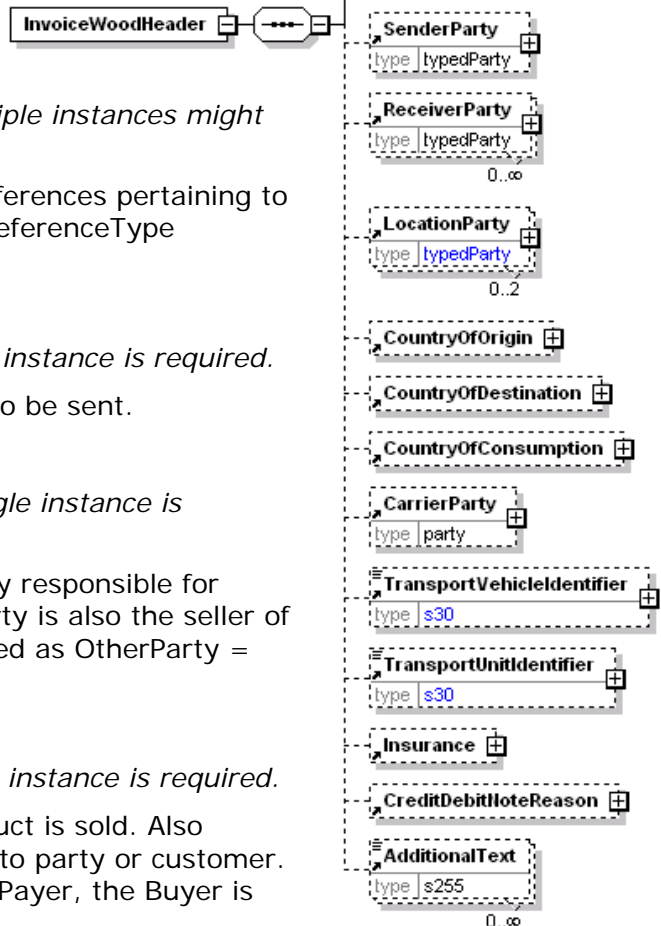 InvoiceWoodHeader
iple instances might
ferences pertaining to
eferenceType
instance is required.
o be sent.
gle instance is
y responsible for
rty is also the seller of
ed as OtherParty =
instance is required.
uct is sold. Also
to party or customer.
Payer, the Buyer is
SenderParty
type typedParty
ReceiverParty
type typedParty
0..∞
LocationParty
type typedParty
0..2
CountryOfOrigin
CountryOfDestination
CountryOfConsumption
CarrierParty
type party
TransportVehicleIdentifier
type s30
TransportUnitIdentifier
type s30
Insurance
CreditDebitNoteReason
AdditionalText
type s255
0..∞